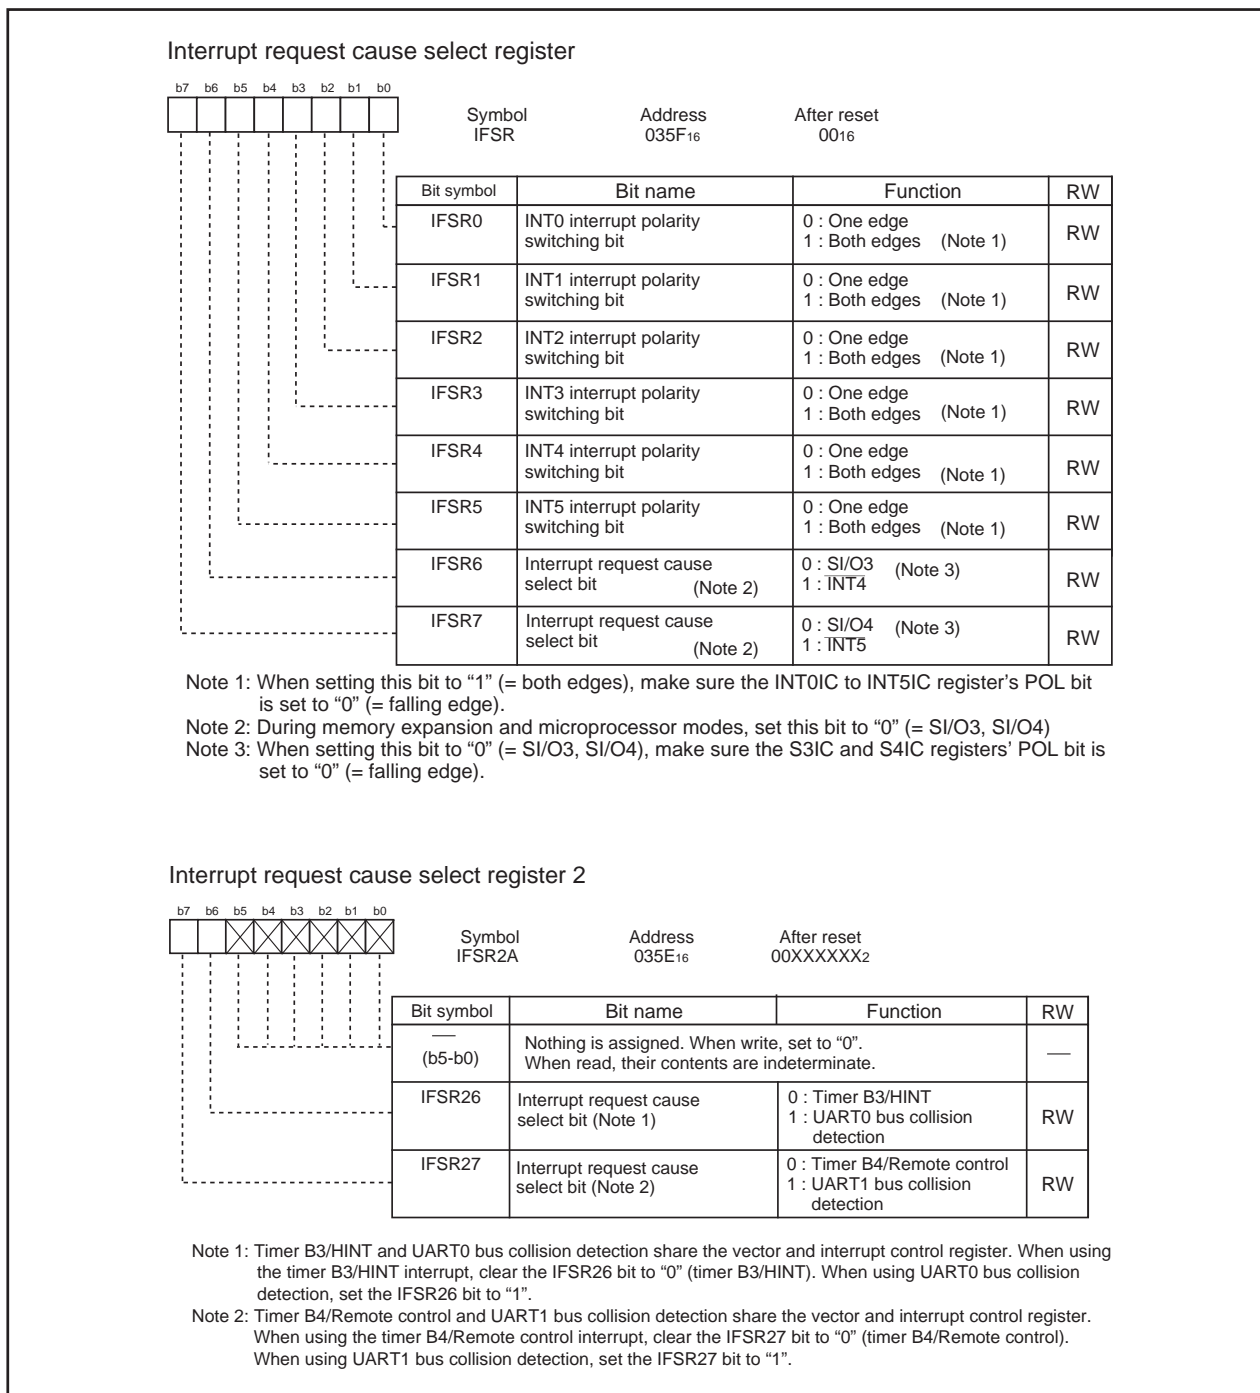 Interrupt request cause select register
b7 b6 b5 b4 b3 b2 b1 b0
Symbol Address After reset
IFSR 035F16 0016
Bit symbol Bit name Function RW
IFSR0 INT0 interrupt polarity switching bit 0 : One edge 1 : Both edges (Note 1) RW
IFSR1 INT1 interrupt polarity switching bit 0 : One edge 1 : Both edges (Note 1) RW
IFSR2 INT2 interrupt polarity switching bit 0 : One edge 1 : Both edges (Note 1) RW
IFSR3 INT3 interrupt polarity switching bit 0 : One edge 1 : Both edges (Note 1) RW
IFSR4 INT4 interrupt polarity switching bit 0 : One edge 1 : Both edges (Note 1) RW
IFSR5 INT5 interrupt polarity switching bit 0 : One edge 1 : Both edges (Note 1) RW
IFSR6 Interrupt request cause select bit (Note 2) 0 : SI/O3 (Note 3) 1 : INT4 RW
IFSR7 Interrupt request cause select bit (Note 2) 0 : SI/O4 (Note 3) 1 : INT5 RW
Note 1: When setting this bit to “1” (= both edges), make sure the INT0IC to INT5IC register’s POL bit
is set to “0” (= falling edge).
Note 2: During memory expansion and microprocessor modes, set this bit to “0” (= SI/O3, SI/O4)
Note 3: When setting this bit to “0” (= SI/O3, SI/O4), make sure the S3IC and S4IC registers’ POL bit is
set to “0” (= falling edge).
Interrupt request cause select register 2
b7 b6 b5 b4 b3 b2 b1 b0
Symbol Address After reset
IFSR2A 035E16 00XXXXXX2
Bit symbol Bit name Function RW
— (b5-b0) Nothing is assigned. When write, set to “0”. When read, their contents are indeterminate. —
IFSR26 Interrupt request cause select bit (Note 1) 0 : Timer B3/HINT 1 : UART0 bus collision detection RW
IFSR27 Interrupt request cause select bit (Note 2) 0 : Timer B4/Remote control 1 : UART1 bus collision detection RW
Note 1: Timer B3/HINT and UART0 bus collision detection share the vector and interrupt control register. When using
the timer B3/HINT interrupt, clear the IFSR26 bit to “0” (timer B3/HINT). When using UART0 bus collision
detection, set the IFSR26 bit to “1”.
Note 2: Timer B4/Remote control and UART1 bus collision detection share the vector and interrupt control register.
When using the timer B4/Remote control interrupt, clear the IFSR27 bit to “0” (timer B4/Remote control).
When using UART1 bus collision detection, set the IFSR27 bit to “1”.